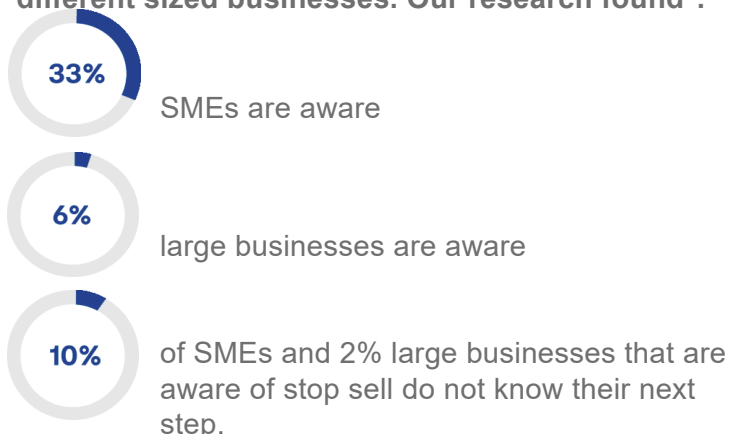 different sized businesses. Our research found*:
33%
SMEs are aware
6%
large businesses are aware
10%
of SMEs and 2% large businesses that are
aware of stop sell do not know their next
step.